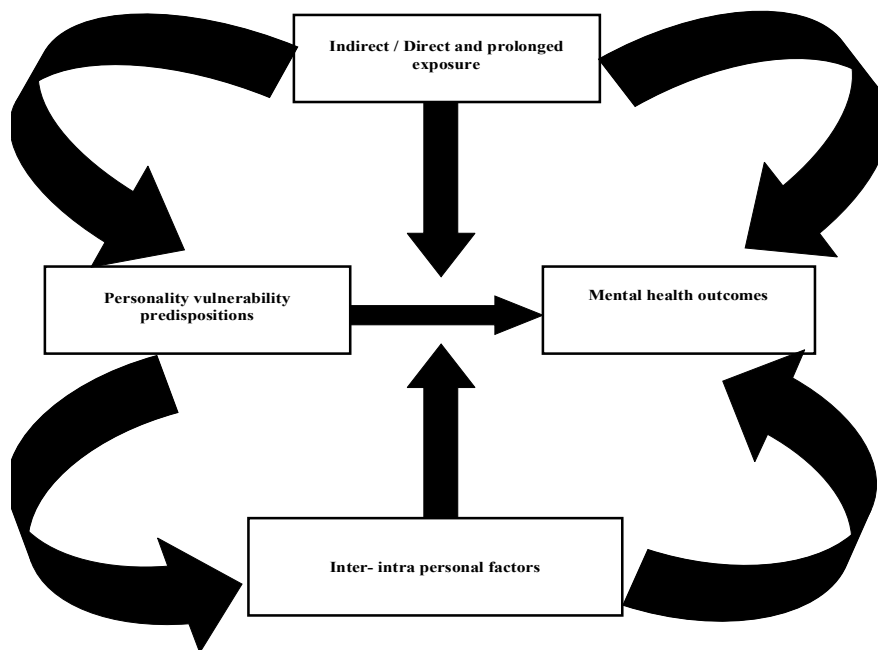 Indirect / Direct and prolonged
exposure
Personality vulnerability
predispositions
Mental health outcomes
Inter- intra personal factors